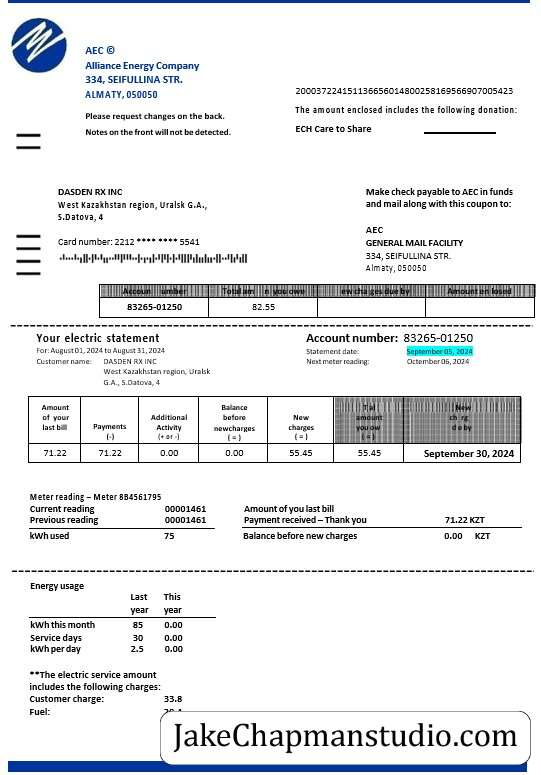 AEC ©
Alliance Energy Company
334, SEIFULLINA STR.
ALMATY, 050050
Please request changes on the back.
Notes on the front will not be detected.
200037224151136656014800258169566907005423
The amount enclosed includes the following donation:
ECH Care to Share
DASDEN RX INC
West Kazakhstan region, Uralsk G.A.,
S.Datova, 4
Card number: 2212 **** **** 5541
Make check payable to AEC in funds
and mail along with this coupon to:
AEC
GENERAL MAIL FACILITY
334, SEIFULLINA STR.
Almaty, 050050
Accoun umber Total am n you owe ew cha ges due by Amount en losed
83265-01250 82.55
Your electric statement
For: August 01, 2024 to August 31, 2024
Customer name: DASDEN RX INC
West Kazakhstan region, Uralsk
G.A., S.Datova, 4
Account number: 83265-01250
Statement date: September 05, 2024
Next meter reading: Octomber 06, 2024
Amount of your last bill
Payments (-)
Additional Activity (+ or -)
Balance before newcharges ( = )
New charges ( = )
T al amount you ow ( = )
New ch rg d e by
71.22 71.22 0.00 0.00 55.45 55.45 September 30, 2024
Meter reading – Meter 8B4561795
Current reading 00001461
Previous reading 00001461
kWh used 75
Amount of you last bill
Payment received – Thank you 71.22 KZT
Balance before new charges 0.00 KZT
Energy usage
Last year This year
kWh this month 85 0.00
Service days 30 0.00
kWh per day 2.5 0.00
**The electric service amount
includes the following charges:
Customer charge: 33.8
Fuel:
JakeChapmanstudio.com